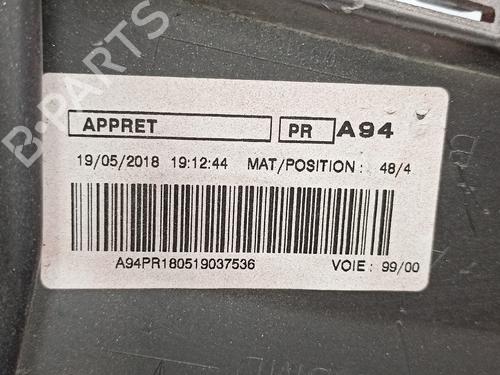 B-PARTS
APPRET PR A94
19/05/2018 19:12:44 MAT/POSITION : 48/4
A94PR180519037536 VOIE : 99/00